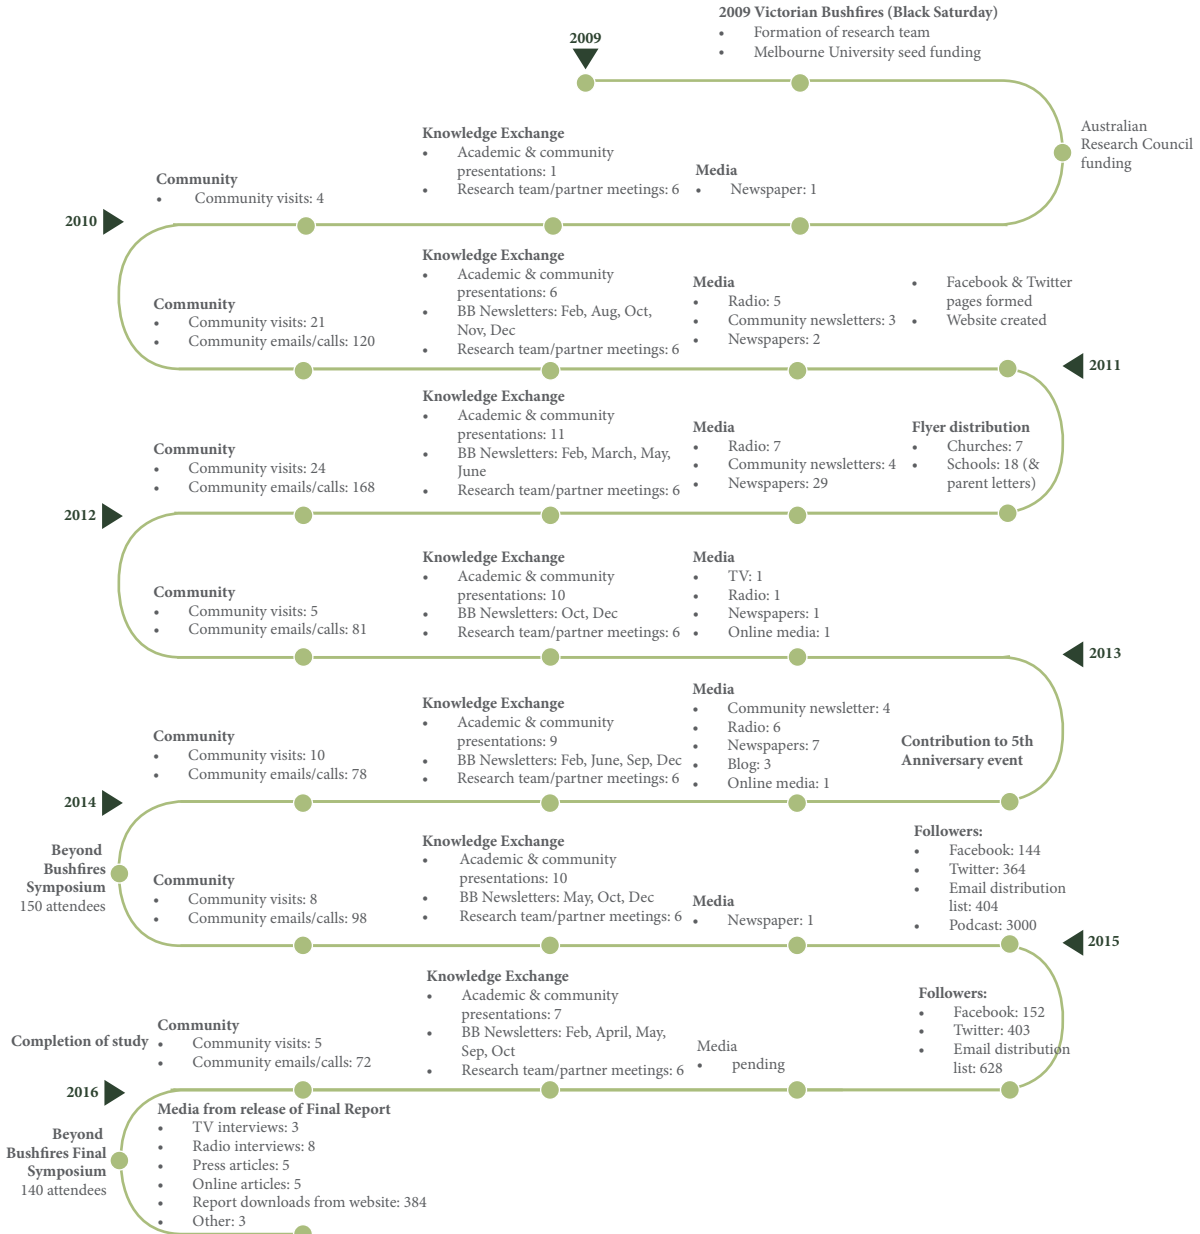 2009 Victorian Bushfires (Black Saturday)
• Formation of research team
• Melbourne University seed funding
2009
Australian
Research Council
funding
Knowledge Exchange
• Academic & community
presentations: 1
• Research team/partner meetings: 6
Media
• Newspaper: 1
Community
• Community visits: 4
2010
Community
• Community visits: 21
• Community emails/calls: 120
Knowledge Exchange
• Academic & community
presentations: 6
• BB Newsletters: Feb, Aug, Oct,
Nov, Dec
• Research team/partner meetings: 6
Media
• Radio: 5
• Community newsletters: 3
• Newspapers: 2
• Facebook & Twitter
pages formed
• Website created
2011
Community
• Community visits: 24
• Community emails/calls: 168
Knowledge Exchange
• Academic & community
presentations: 11
• BB Newsletters: Feb, March, May,
June
• Research team/partner meetings: 6
Media
• Radio: 7
• Community newsletters: 4
• Newspapers: 29
Flyer distribution
• Churches: 7
• Schools: 18 (&
parent letters)
2012
Community
• Community visits: 5
• Community emails/calls: 81
Knowledge Exchange
• Academic & community
presentations: 10
• BB Newsletters: Oct, Dec
• Research team/partner meetings: 6
Media
• TV: 1
• Radio: 1
• Newspapers: 1
• Online media: 1
2013
Community
• Community visits: 10
• Community emails/calls: 78
Knowledge Exchange
• Academic & community
presentations: 9
• BB Newsletters: Feb, June, Sep, Dec
• Research team/partner meetings: 6
Media
• Community newsletter: 4
• Radio: 6
• Newspapers: 7
• Blog: 3
• Online media: 1
Contribution to 5th
Anniversary event
2014
Beyond
Bushfires
Symposium
150 attendees
Community
• Community visits: 8
• Community emails/calls: 98
Knowledge Exchange
• Academic & community
presentations: 10
• BB Newsletters: May, Oct, Dec
• Research team/partner meetings: 6
Media
• Newspaper: 1
Followers:
• Facebook: 144
• Twitter: 364
• Email distribution
list: 404
• Podcast: 3000
2015
Completion of study
Community
• Community visits: 5
• Community emails/calls: 72
Knowledge Exchange
• Academic & community
presentations: 7
• BB Newsletters: Feb, April, May,
Sep, Oct
• Research team/partner meetings: 6
Media
• pending
Followers:
• Facebook: 152
• Twitter: 403
• Email distribution
list: 628
2016
Beyond
Bushfires Final
Symposium
140 attendees
Media from release of Final Report
• TV interviews: 3
• Radio interviews: 8
• Press articles: 5
• Online articles: 5
• Report downloads from website: 384
• Other: 3